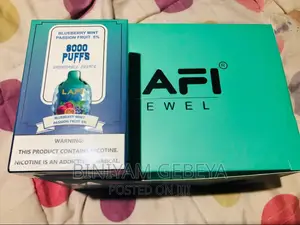 BLUEBERRY MINT
PASSION FRUIT 5%
8000 PUFFS
BLUEBERRY MINT
PASSION FRUIT 5%
WARNING:
THIS PRODUCT CONTAINS NICOTINE.
NICOTINE IS AN ADDICTIVE CHEMICAL.
AFI
EWEL
BINIYAM GEBEYA
POSTED ON